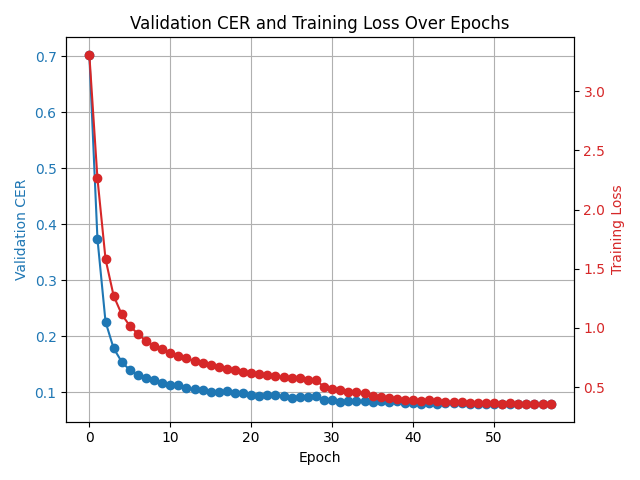 Validation CER and Training Loss Over Epochs
0.7
0.6
0.5
0.4
0.3
0.2
0.1
Validation CER
3.0
2.5
2.0
1.5
1.0
0.5
Training Loss
0 10 20 30 40 50
Epoch